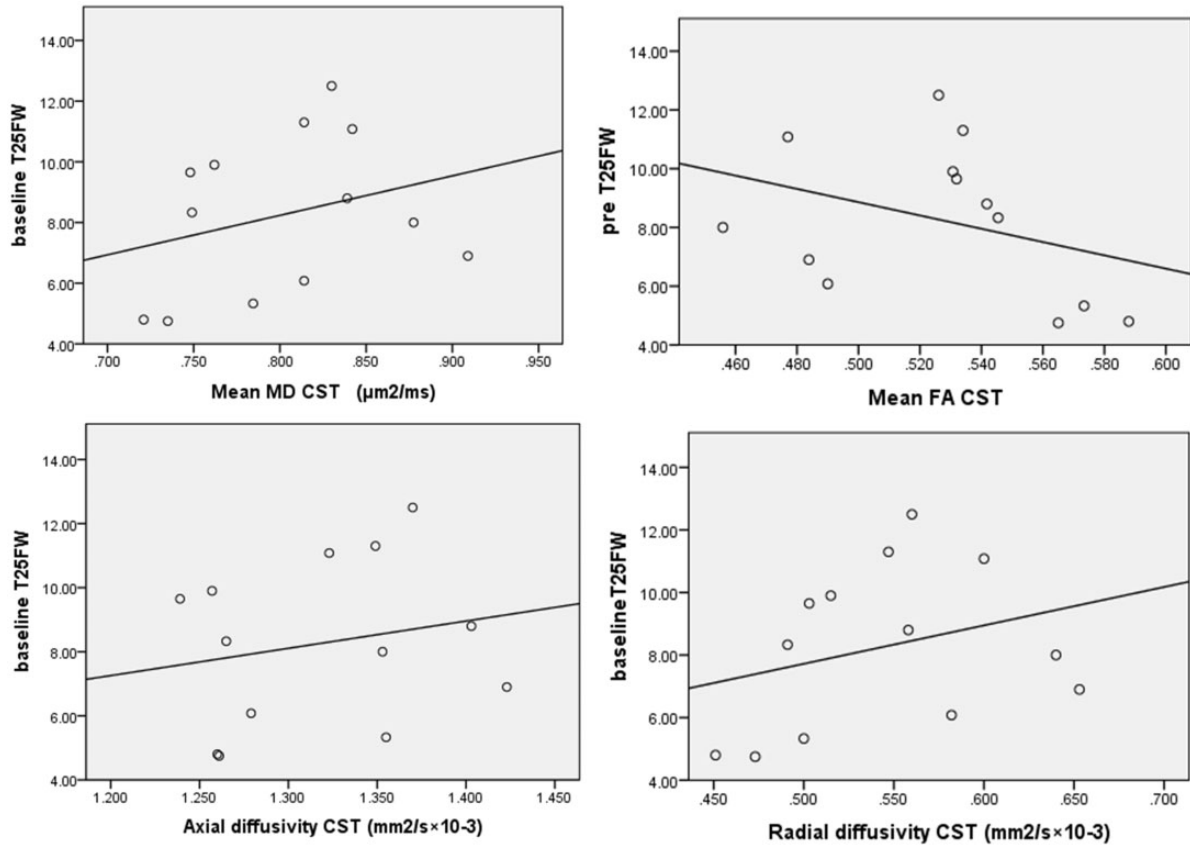 14.00
12.00
10.00
8.00
6.00
4.00
baseline T25FW
.700 .750 .800 .850 .900 .950
Mean MD CST (µm2/ms)
14.00
12.00
10.00
8.00
6.00
4.00
pre T25FW
.460 .480 .500 .520 .540 .560 .580 .600
Mean FA CST
14.00
12.00
10.00
8.00
6.00
4.00
baseline T25FW
1.200 1.250 1.300 1.350 1.400 1.450
Axial diffusivity CST (mm2/s×10-3)
14.00
12.00
10.00
8.00
6.00
4.00
baselineT25FW
.450 .500 .550 .600 .650 .700
Radial diffusivity CST (mm2/s×10-3)